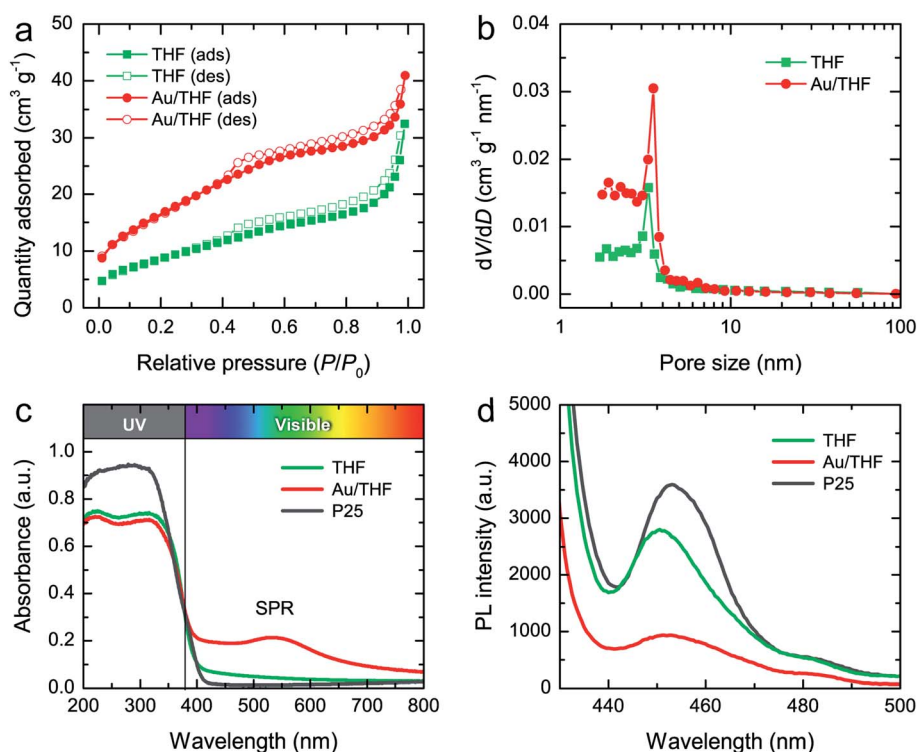 a
THF (ads)
THF (des)
Au/THF (ads)
Au/THF (des)
Quantity adsorbed (cm³ g⁻¹)
50
40
30
20
10
0
0.0 0.2 0.4 0.6 0.8 1.0
Relative pressure (P/P₀)
b
THF
Au/THF
dV/dD (cm³ g⁻¹ nm⁻¹)
0.04
0.03
0.02
0.01
0.00
1 10 100
Pore size (nm)
c
UV Visible
THF
Au/THF
P25
SPR
Absorbance (a.u.)
1.0
0.8
0.6
0.4
0.2
0.0
200 300 400 500 600 700 800
Wavelength (nm)
d
THF
Au/THF
P25
PL intensity (a.u.)
5000
4000
3000
2000
1000
0
440 460 480 500
Wavelength (nm)